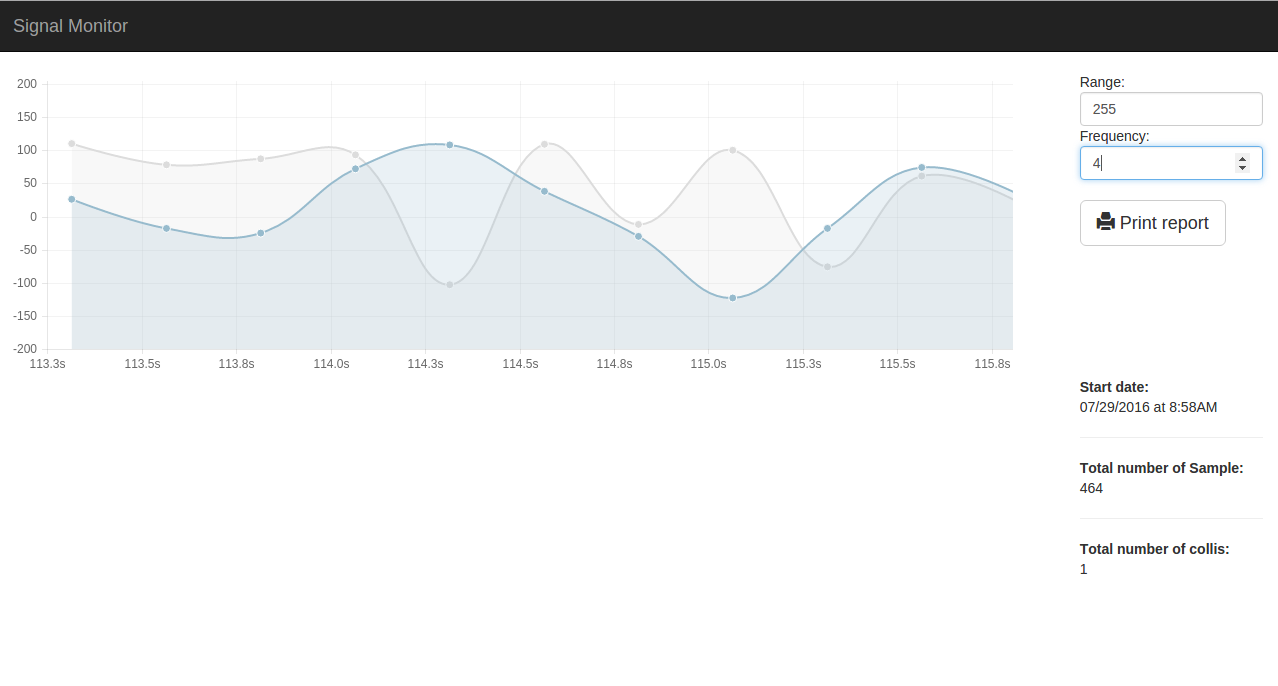 Signal Monitor
200
150
100
50
0
-50
-100
-150
-200
113.3s 113.5s 113.8s 114.0s 114.3s 114.5s 114.8s 115.0s 115.3s 115.5s 115.8s
Range:
255
Frequency:
4
Print report
Start date:
07/29/2016 at 8:58AM
Total number of Sample:
464
Total number of collis:
1